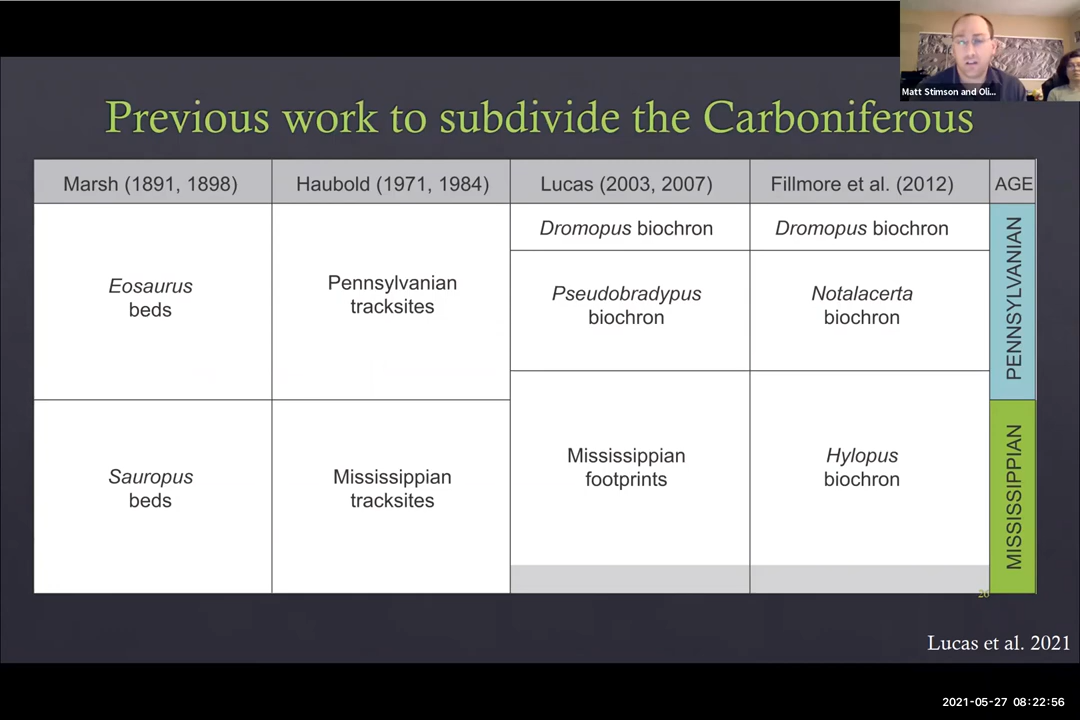 Matt Stimson and Oli...
Previous work to subdivide the Carboniferous
Marsh (1891, 1898)
Haubold (1971, 1984)
Lucas (2003, 2007)
Fillmore et al. (2012)
AGE
Eosaurus
beds
Pennsylvanian
tracksites
Dromopus biochron
Dromopus biochron
Pseudobradypus
biochron
Notalacerta
biochron
PENNSYLVANIAN
Sauropus
beds
Mississippian
tracksites
Mississippian
footprints
Hylopus
biochron
MISSISSIPPIAN
20
Lucas et al. 2021
2021-05-27 08:22:56